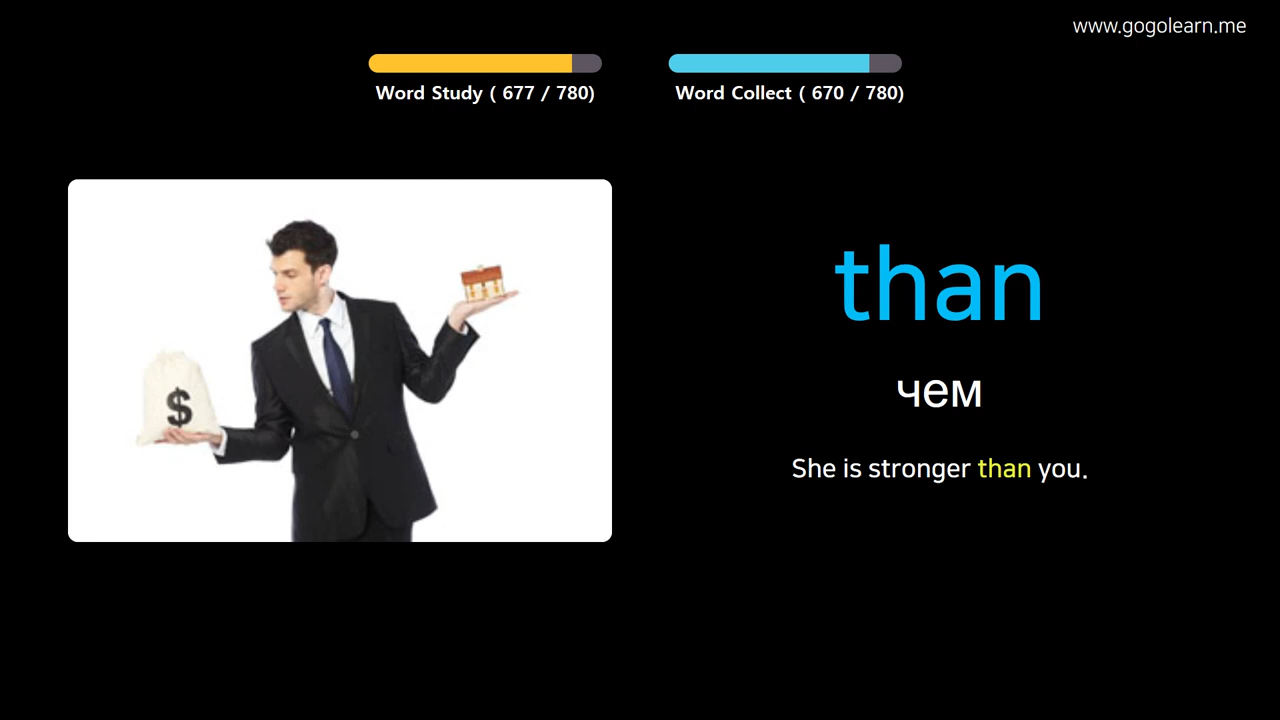 www.gogolearn.me
Word Study ( 677 / 780)
Word Collect ( 670 / 780)
$
than
чем
She is stronger than you.